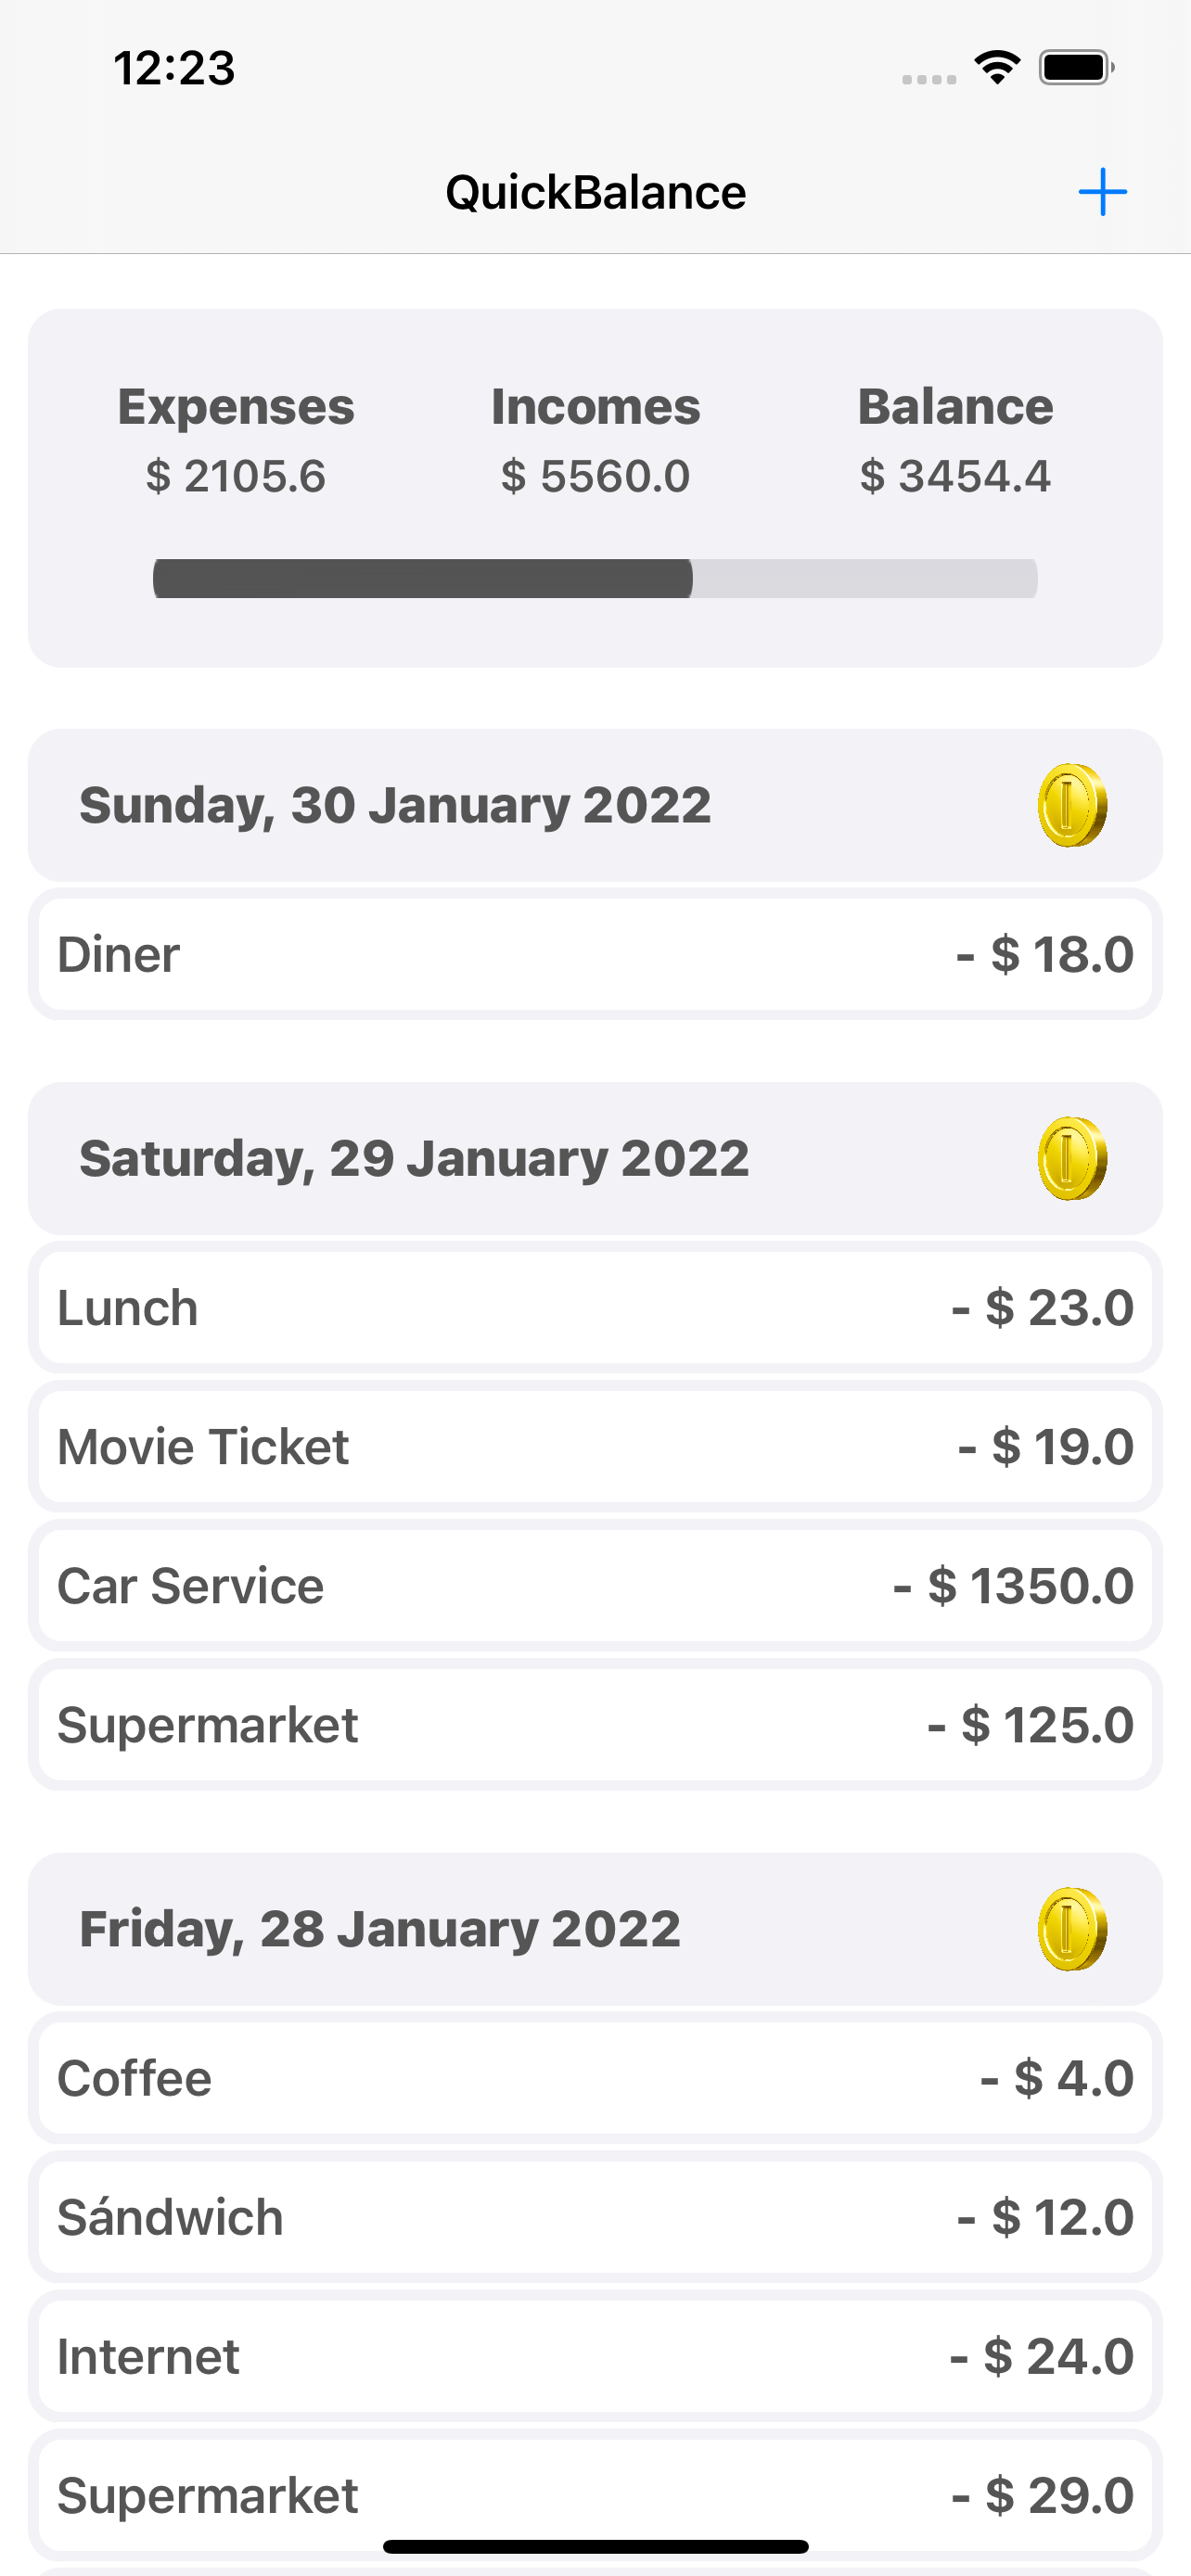 12:23
QuickBalance
Expenses Incomes Balance
$ 2105.6 $ 5560.0 $ 3454.4
Sunday, 30 January 2022
Diner - $ 18.0
Saturday, 29 January 2022
Lunch - $ 23.0
Movie Ticket - $ 19.0
Car Service - $ 1350.0
Supermarket - $ 125.0
Friday, 28 January 2022
Coffee - $ 4.0
Sándwich - $ 12.0
Internet - $ 24.0
Supermarket - $ 29.0